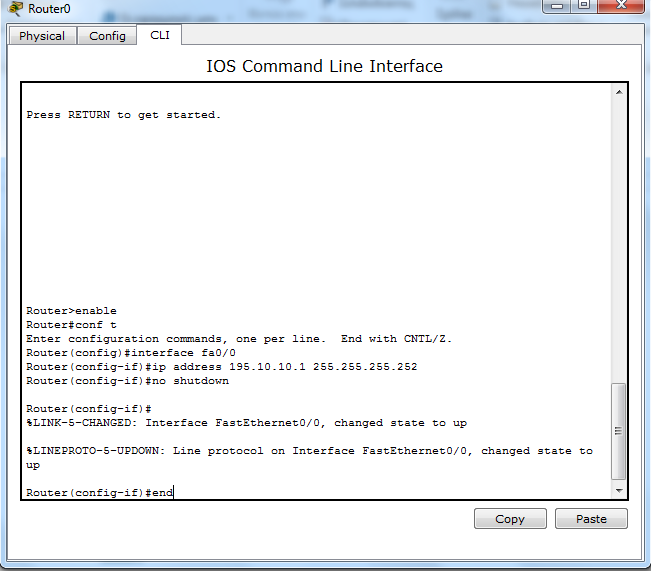 Router0
Physical Config CLI
IOS Command Line Interface
Press RETURN to get started.
Router>enable
Router#conf t
Enter configuration commands, one per line.  End with CNTL/Z.
Router(config)#interface fa0/0
Router(config-if)#ip address 195.10.10.1 255.255.255.252
Router(config-if)#no shutdown
Router(config-if)#
%LINK-5-CHANGED: Interface FastEthernet0/0, changed state to up
%LINEPROTO-5-UPDOWN: Line protocol on Interface FastEthernet0/0, changed state to
up
Router(config-if)#end
Copy Paste